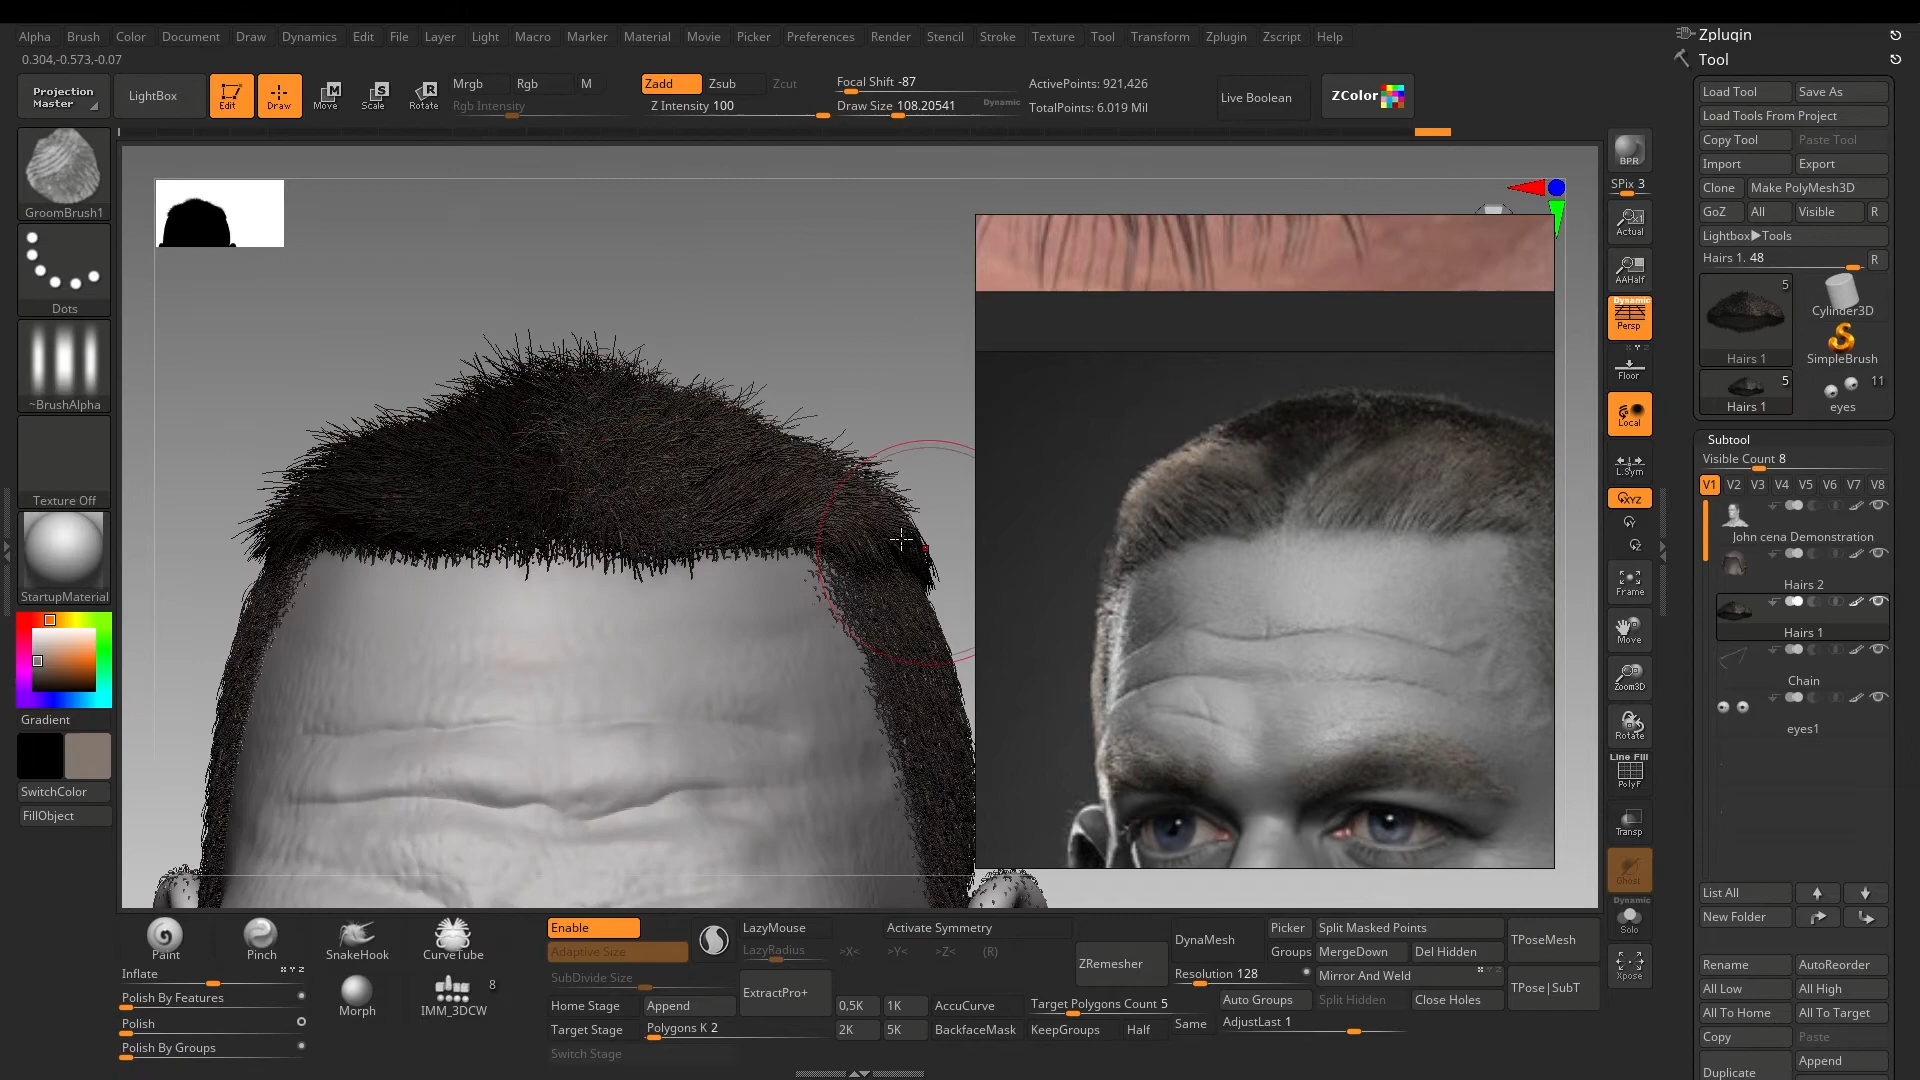 Alpha Brush Color Document Draw Dynamics Edit File Layer Light Macro Marker Material Movie Picker Preferences Render Stencil Stroke Texture Tool Transform Zplugin Zscript Help
Zplugin
0.304,-0.573,-0.07
Tool
Projection Master
LightBox
Edit
Draw
Move
Scale
Rotate
Mrgb Rgb M
Rgb Intensity
Zadd Zsub Zcut
Z Intensity 100
Focal Shift -87
Draw Size 108.20541
Dynamic
ActivePoints: 921,426
TotalPoints: 6.019 Mil
Live Boolean
ZColor
Load Tool Save As
Load Tools From Project
Copy Tool Paste Tool
Import Export
Clone Make PolyMesh3D
GoZ All Visible R
Lightbox▶Tools
Hairs 1. 48 R
5
Cylinder3D
Hairs 1
SimpleBrush
5
11
Hairs 1
eyes
GroomBrush1
Dots
~BrushAlpha
Texture Off
StartupMaterial
Gradient
SwitchColor
FillObject
BPR
SPix 3
Actual
AAHalf
Dynamic
Persp
Floor
Local
L.Sym
XYZ
Y
Z
Frame
Move
Zoom3D
Rotate
Line Fill
PolyF
Transp
Ghost
Dynamic
Solo
Xpose
Subtool
Visible Count 8
V1 V2 V3 V4 V5 V6 V7 V8
John cena Demonstration
Hairs 2
Hairs 1
Chain
eyes1
List All
New Folder
Rename AutoReorder
All Low All High
All To Home All To Target
Copy Paste
Append
Duplicate
Paint
Pinch
SnakeHook
CurveTube
Inflate
x Y z
Polish By Features
Polish
Polish By Groups
Morph
IMM_3DCW
8
Enable
Adaptive Size
SubDivide Size
Home Stage Append
Target Stage Polygons K 2
Switch Stage
LazyMouse
LazyRadius
ExtractPro+
Activate Symmetry
>X< >Y< >Z< (R)
0,5K 1K AccuCurve
2K 5K BackfaceMask
ZRemesher
Target Polygons Count 5
KeepGroups Half Same
DynaMesh
Resolution 128
Picker
Groups
Split Masked Points
MergeDown Del Hidden
Mirror And Weld
Auto Groups Split Hidden Close Holes
AdjustLast 1
TPoseMesh
TPose|SubT